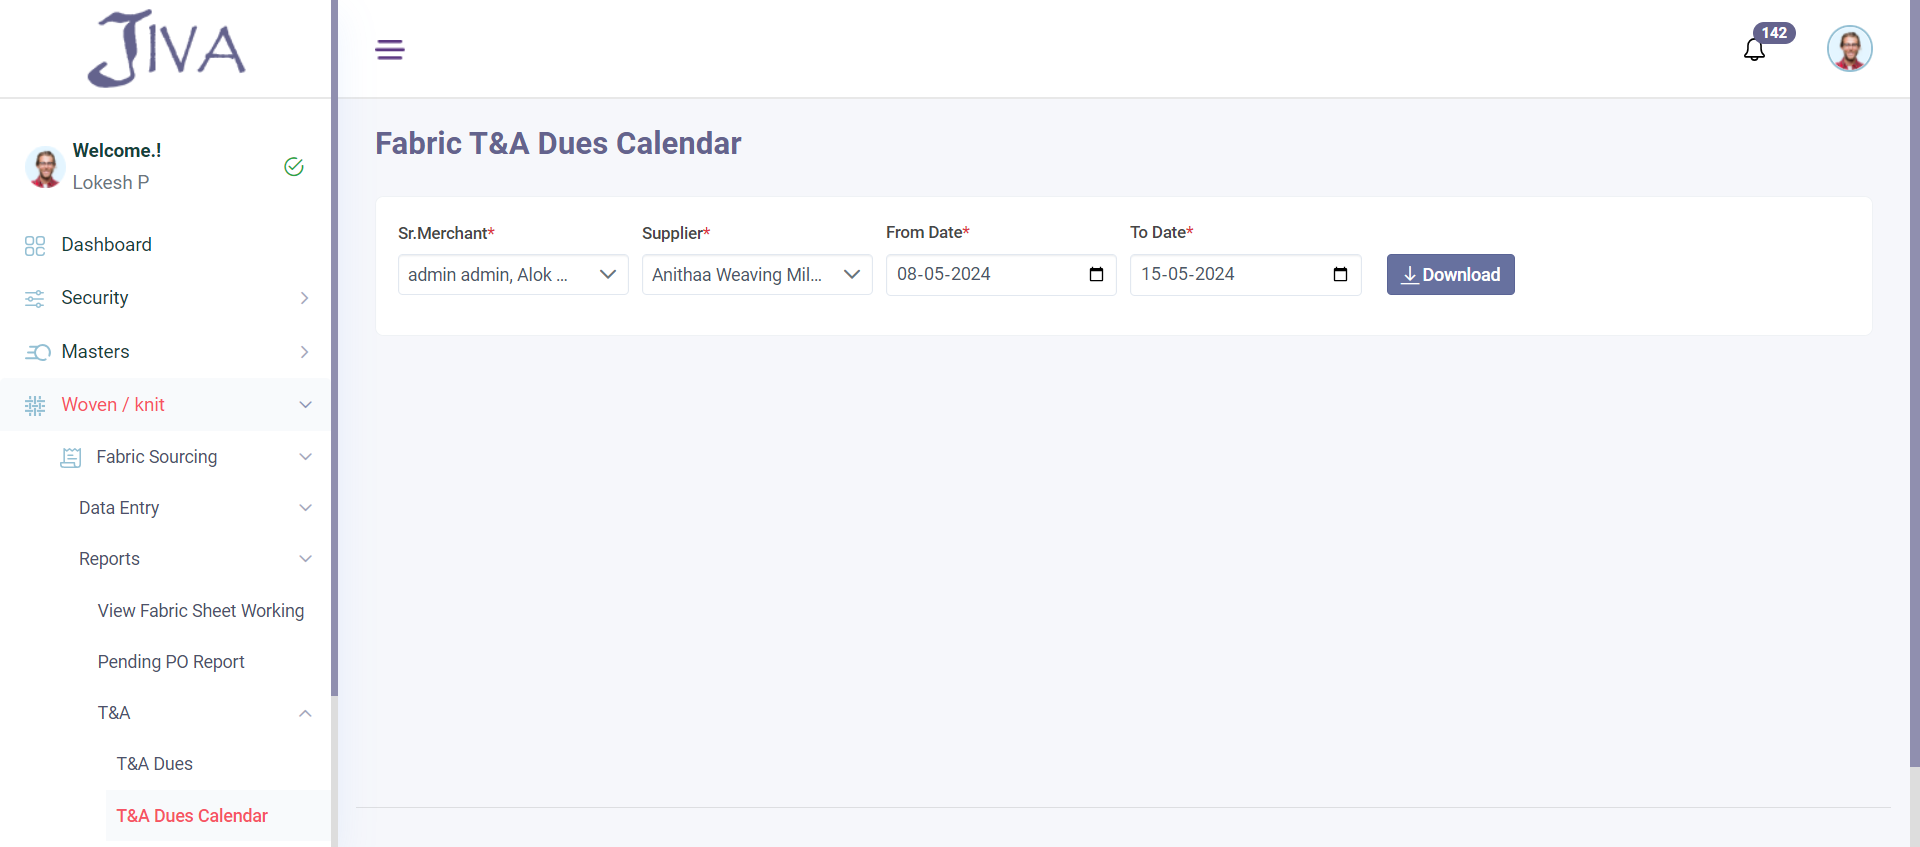 JIVA
142
Welcome.!
Lokesh P
Dashboard
Security
Masters
Woven / knit
Fabric Sourcing
Data Entry
Reports
View Fabric Sheet Working
Pending PO Report
T&A
T&A Dues
T&A Dues Calendar
Fabric T&A Dues Calendar
Sr.Merchant* Supplier* From Date* To Date*
admin admin, Alok ... Anithaa Weaving Mil... 08-05-2024 15-05-2024 Download